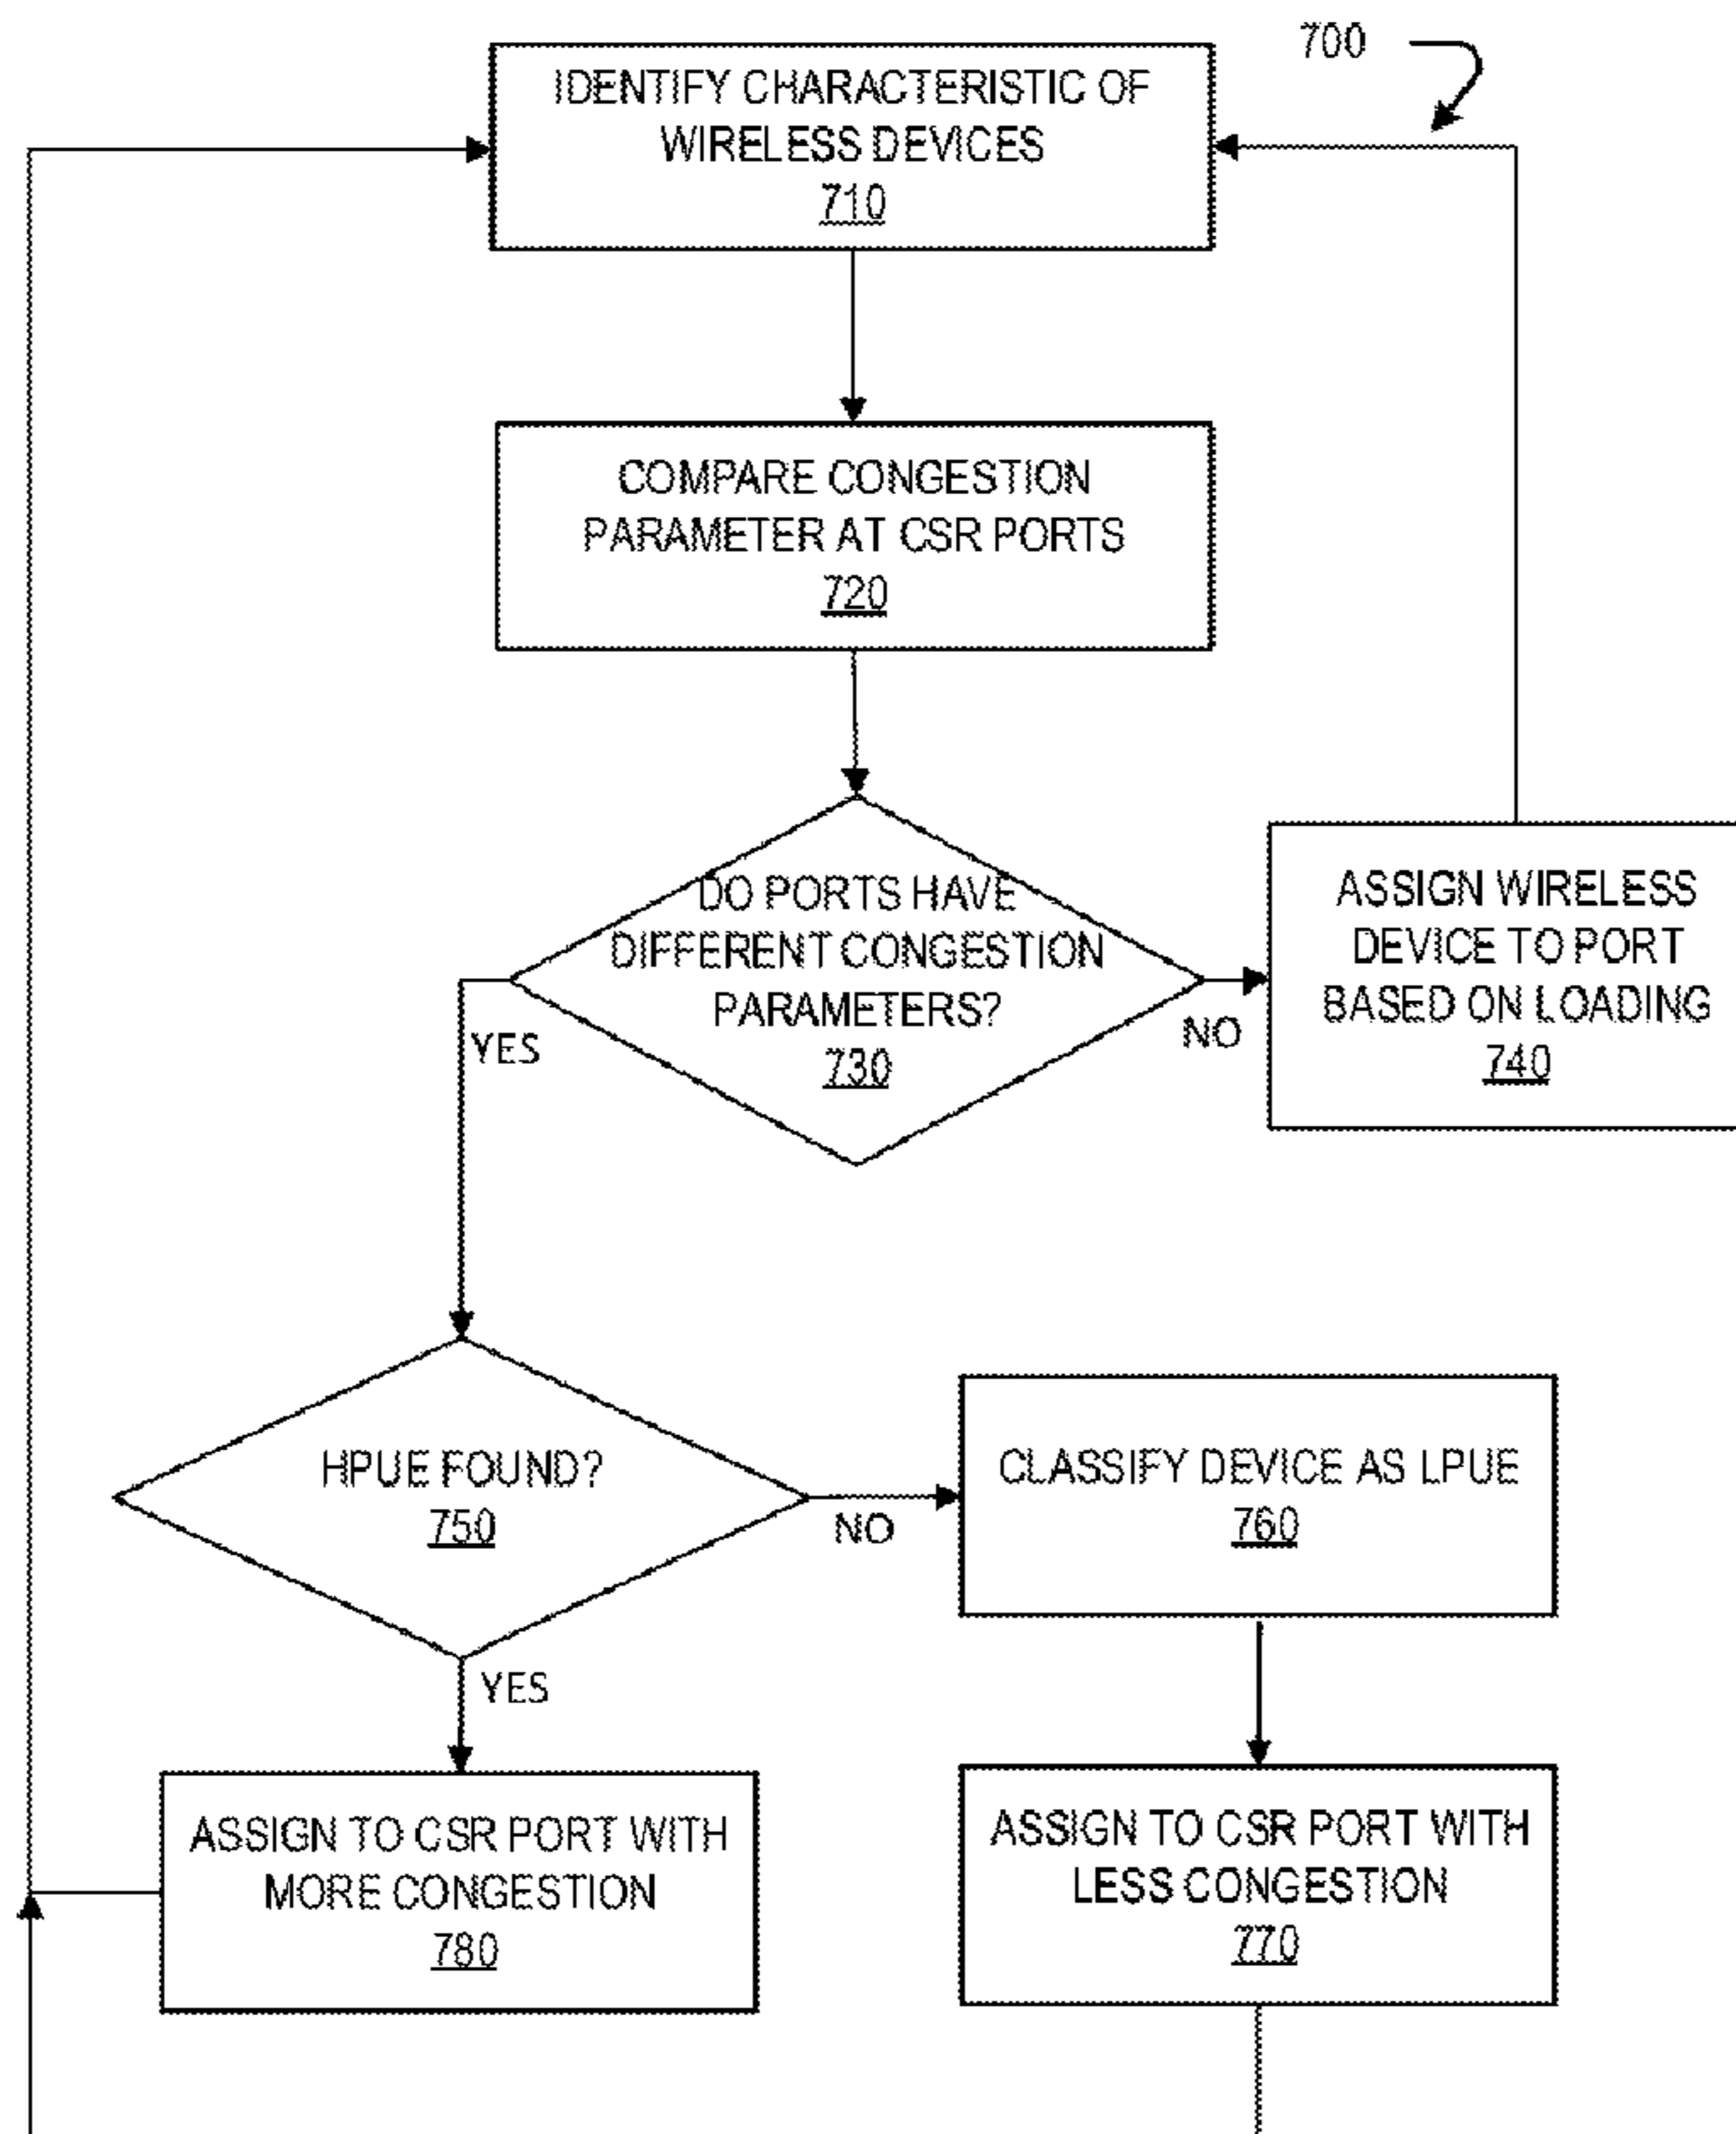 700
IDENTIFY CHARACTERISTIC OF
WIRELESS DEVICES
710
COMPARE CONGESTION
PARAMETER AT CSR PORTS
720
DO PORTS HAVE
DIFFERENT CONGESTION
PARAMETERS?
730
YES
NO
ASSIGN WIRELESS
DEVICE TO PORT
BASED ON LOADING
740
HPUE FOUND?
750
NO
YES
CLASSIFY DEVICE AS LPUE
760
ASSIGN TO CSR PORT WITH
MORE CONGESTION
780
ASSIGN TO CSR PORT WITH
LESS CONGESTION
770